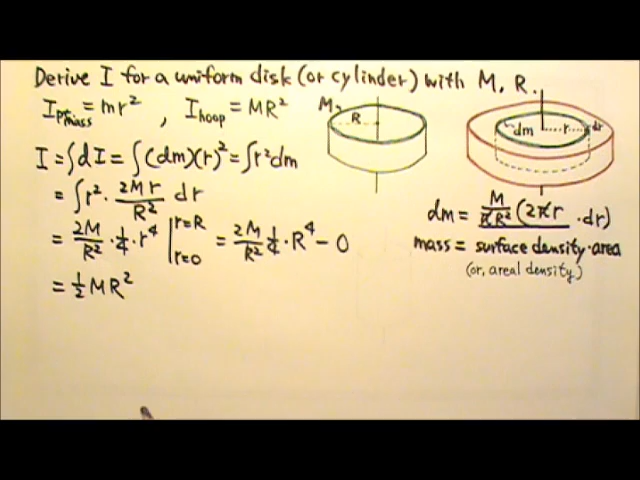 Derive I for a uniform disk (or cylinder) with M, R.
I_pt mass = mr², I_hoop = MR²
M, R
dm r dr
I = ∫dI = ∫(dm)(r)² = ∫r²dm
= ∫r² · 2Mr/R² dr
= 2M/R² · 1/4 · r⁴ |r=R r=0 = 2M/R² 1/4 · R⁴ − 0
= 1/2 MR²
dm = M/πR² (2πr · dr)
mass = surface density · area
(or, areal density)